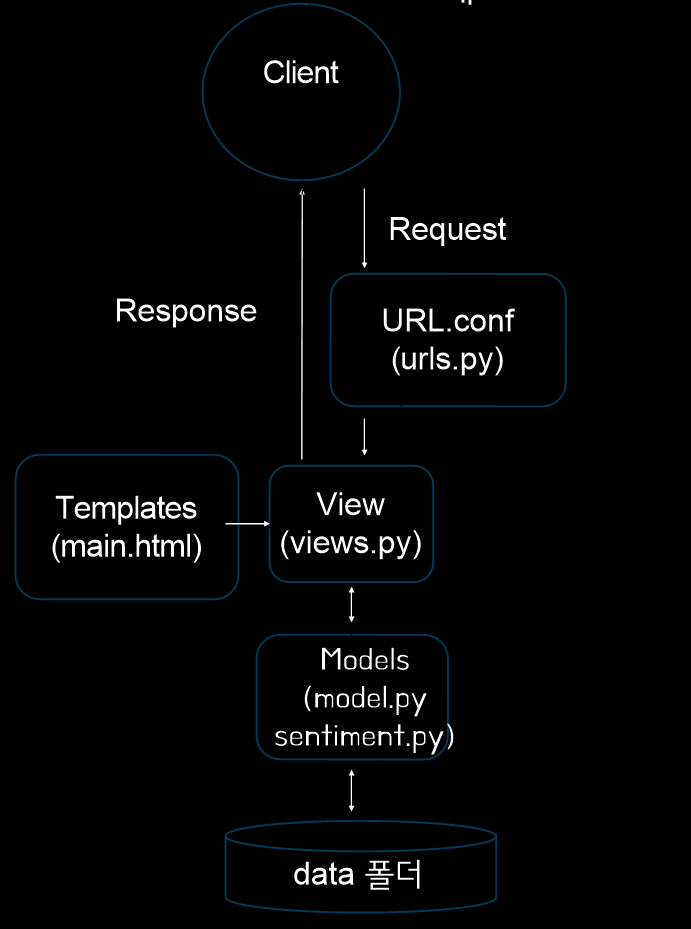 Client
Request
Response
URL.conf
(urls.py)
Templates
(main.html)
View
(views.py)
Models
(model.py
sentiment.py)
data 폴더